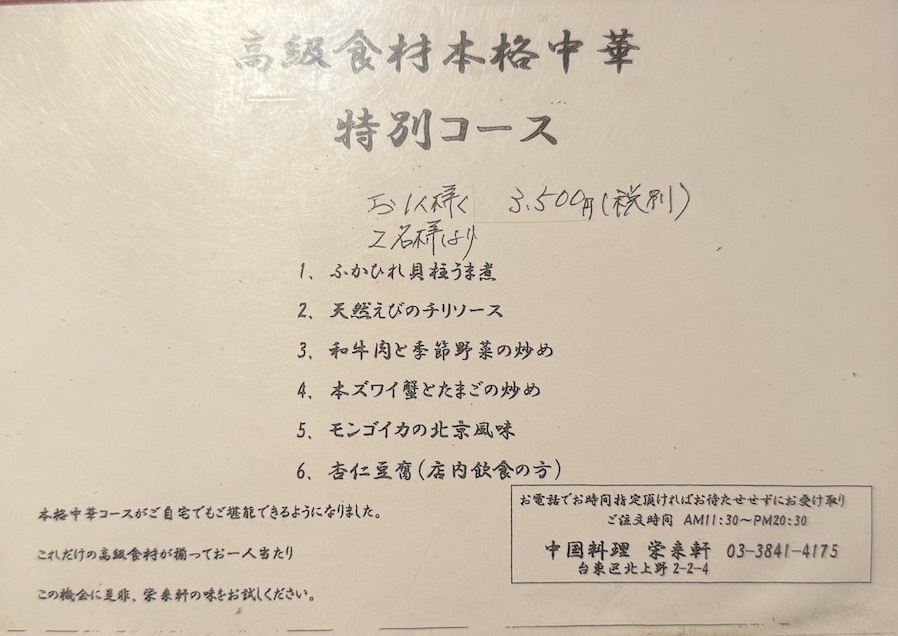 高級食材本格中華
特別コース
お1人様 3,500円(税別)
2名様より
1、ふかひれ貝柱うま煮
2、天然えびのチリソース
3、和牛肉と季節野菜の炒め
4、本ズワイ蟹とたまごの炒め
5、モンゴイカの北京風味
6、杏仁豆腐(店内飲食の方)
本格中華コースがご自宅でもご堪能できるようになりました。
これだけの高級食材が揃ってお一人当たり
この機会に是非、栄来軒の味をお試しください。
お電話でお時間指定頂ければお待たせせずにお受け取り
ご注文時間 AM11:30～PM20:30
中国料理 栄来軒 03-3841-4175
台東区北上野2-2-4